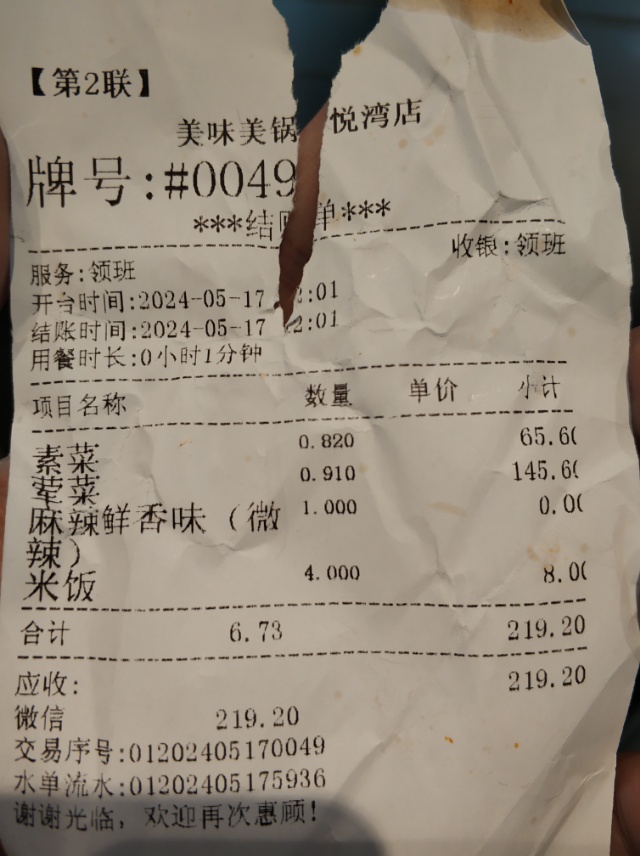 【第2联】
美味美锅 悦湾店
牌号:#0049
***结 单***
服务:领班 收银:领班
开台时间:2024-05-17 2:01
结账时间:2024-05-17 2:01
用餐时长:0小时1分钟
项目名称 数量 单价 小计
素菜 0.820 65.6
荤菜 0.910 145.6
麻辣鲜香味（微 1.000 0.0
辣）
米饭 4.000 8.0
合计 6.73 219.20
应收: 219.20
微信 219.20
交易序号:01202405170049
水单流水:01202405175936
谢谢光临，欢迎再次惠顾!